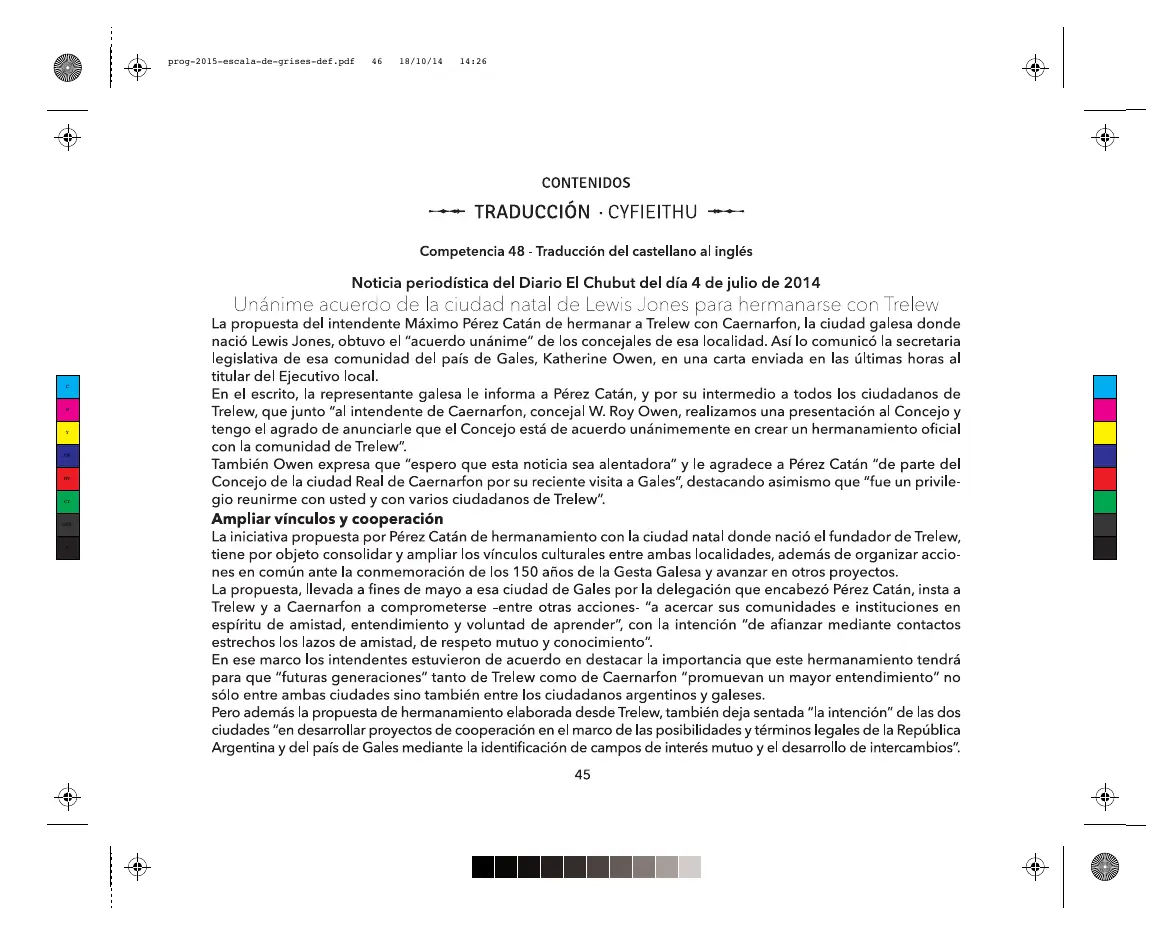 prog-2015-escala-de-grises-def.pdf 46 18/10/14 14:26
CONTENIDOS
TRADUCCIÓN · CYFIEITHU
Competencia 48 - Traducción del castellano al inglés
Noticia periodística del Diario El Chubut del día 4 de julio de 2014
Unánime acuerdo de la ciudad natal de Lewis Jones para hermanarse con Trelew
La propuesta del intendente Máximo Pérez Catán de hermanar a Trelew con Caernarfon, la ciudad galesa donde
nació Lewis Jones, obtuvo el “acuerdo unánime” de los concejales de esa localidad. Así lo comunicó la secretaria
legislativa de esa comunidad del país de Gales, Katherine Owen, en una carta enviada en las últimas horas al
titular del Ejecutivo local.
En el escrito, la representante galesa le informa a Pérez Catán, y por su intermedio a todos los ciudadanos de
Trelew, que junto “al intendente de Caernarfon, concejal W. Roy Owen, realizamos una presentación al Concejo y
tengo el agrado de anunciarle que el Concejo está de acuerdo unánimemente en crear un hermanamiento oficial
con la comunidad de Trelew”.
También Owen expresa que “espero que esta noticia sea alentadora” y le agradece a Pérez Catán “de parte del
Concejo de la ciudad Real de Caernarfon por su reciente visita a Gales”, destacando asimismo que “fue un privile-
gio reunirme con usted y con varios ciudadanos de Trelew”.
Ampliar vínculos y cooperación
La iniciativa propuesta por Pérez Catán de hermanamiento con la ciudad natal donde nació el fundador de Trelew,
tiene por objeto consolidar y ampliar los vínculos culturales entre ambas localidades, además de organizar accio-
nes en común ante la conmemoración de los 150 años de la Gesta Galesa y avanzar en otros proyectos.
La propuesta, llevada a fines de mayo a esa ciudad de Gales por la delegación que encabezó Pérez Catán, insta a
Trelew y a Caernarfon a comprometerse –entre otras acciones- “a acercar sus comunidades e instituciones en
espíritu de amistad, entendimiento y voluntad de aprender”, con la intención “de afianzar mediante contactos
estrechos los lazos de amistad, de respeto mutuo y conocimiento”.
En ese marco los intendentes estuvieron de acuerdo en destacar la importancia que este hermanamiento tendrá
para que “futuras generaciones” tanto de Trelew como de Caernarfon “promuevan un mayor entendimiento” no
sólo entre ambas ciudades sino también entre los ciudadanos argentinos y galeses.
Pero además la propuesta de hermanamiento elaborada desde Trelew, también deja sentada “la intención” de las dos
ciudades “en desarrollar proyectos de cooperación en el marco de las posibilidades y términos legales de la República
Argentina y del país de Gales mediante la identificación de campos de interés mutuo y el desarrollo de intercambios”.
45